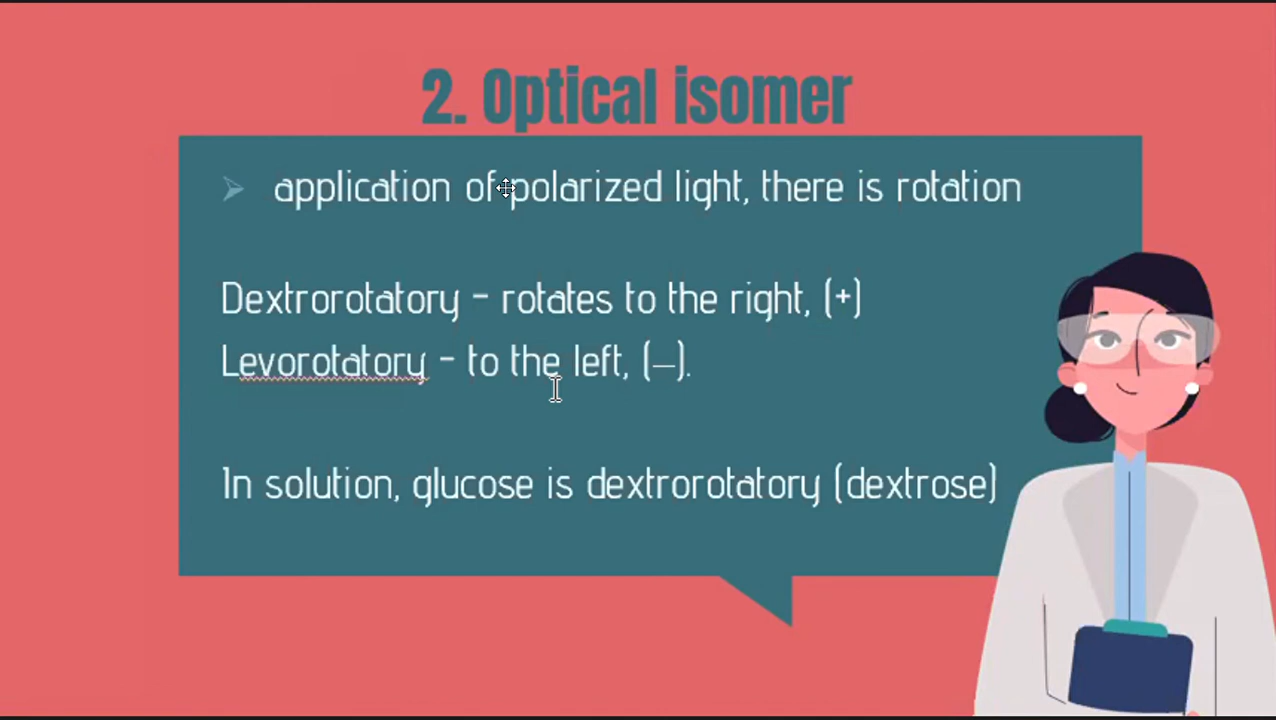 2. Optical isomer
➢ application of polarized light, there is rotation
Dextrorotatory – rotates to the right, (+)
Levorotatory – to the left, (–).
In solution, glucose is dextrorotatory (dextrose)